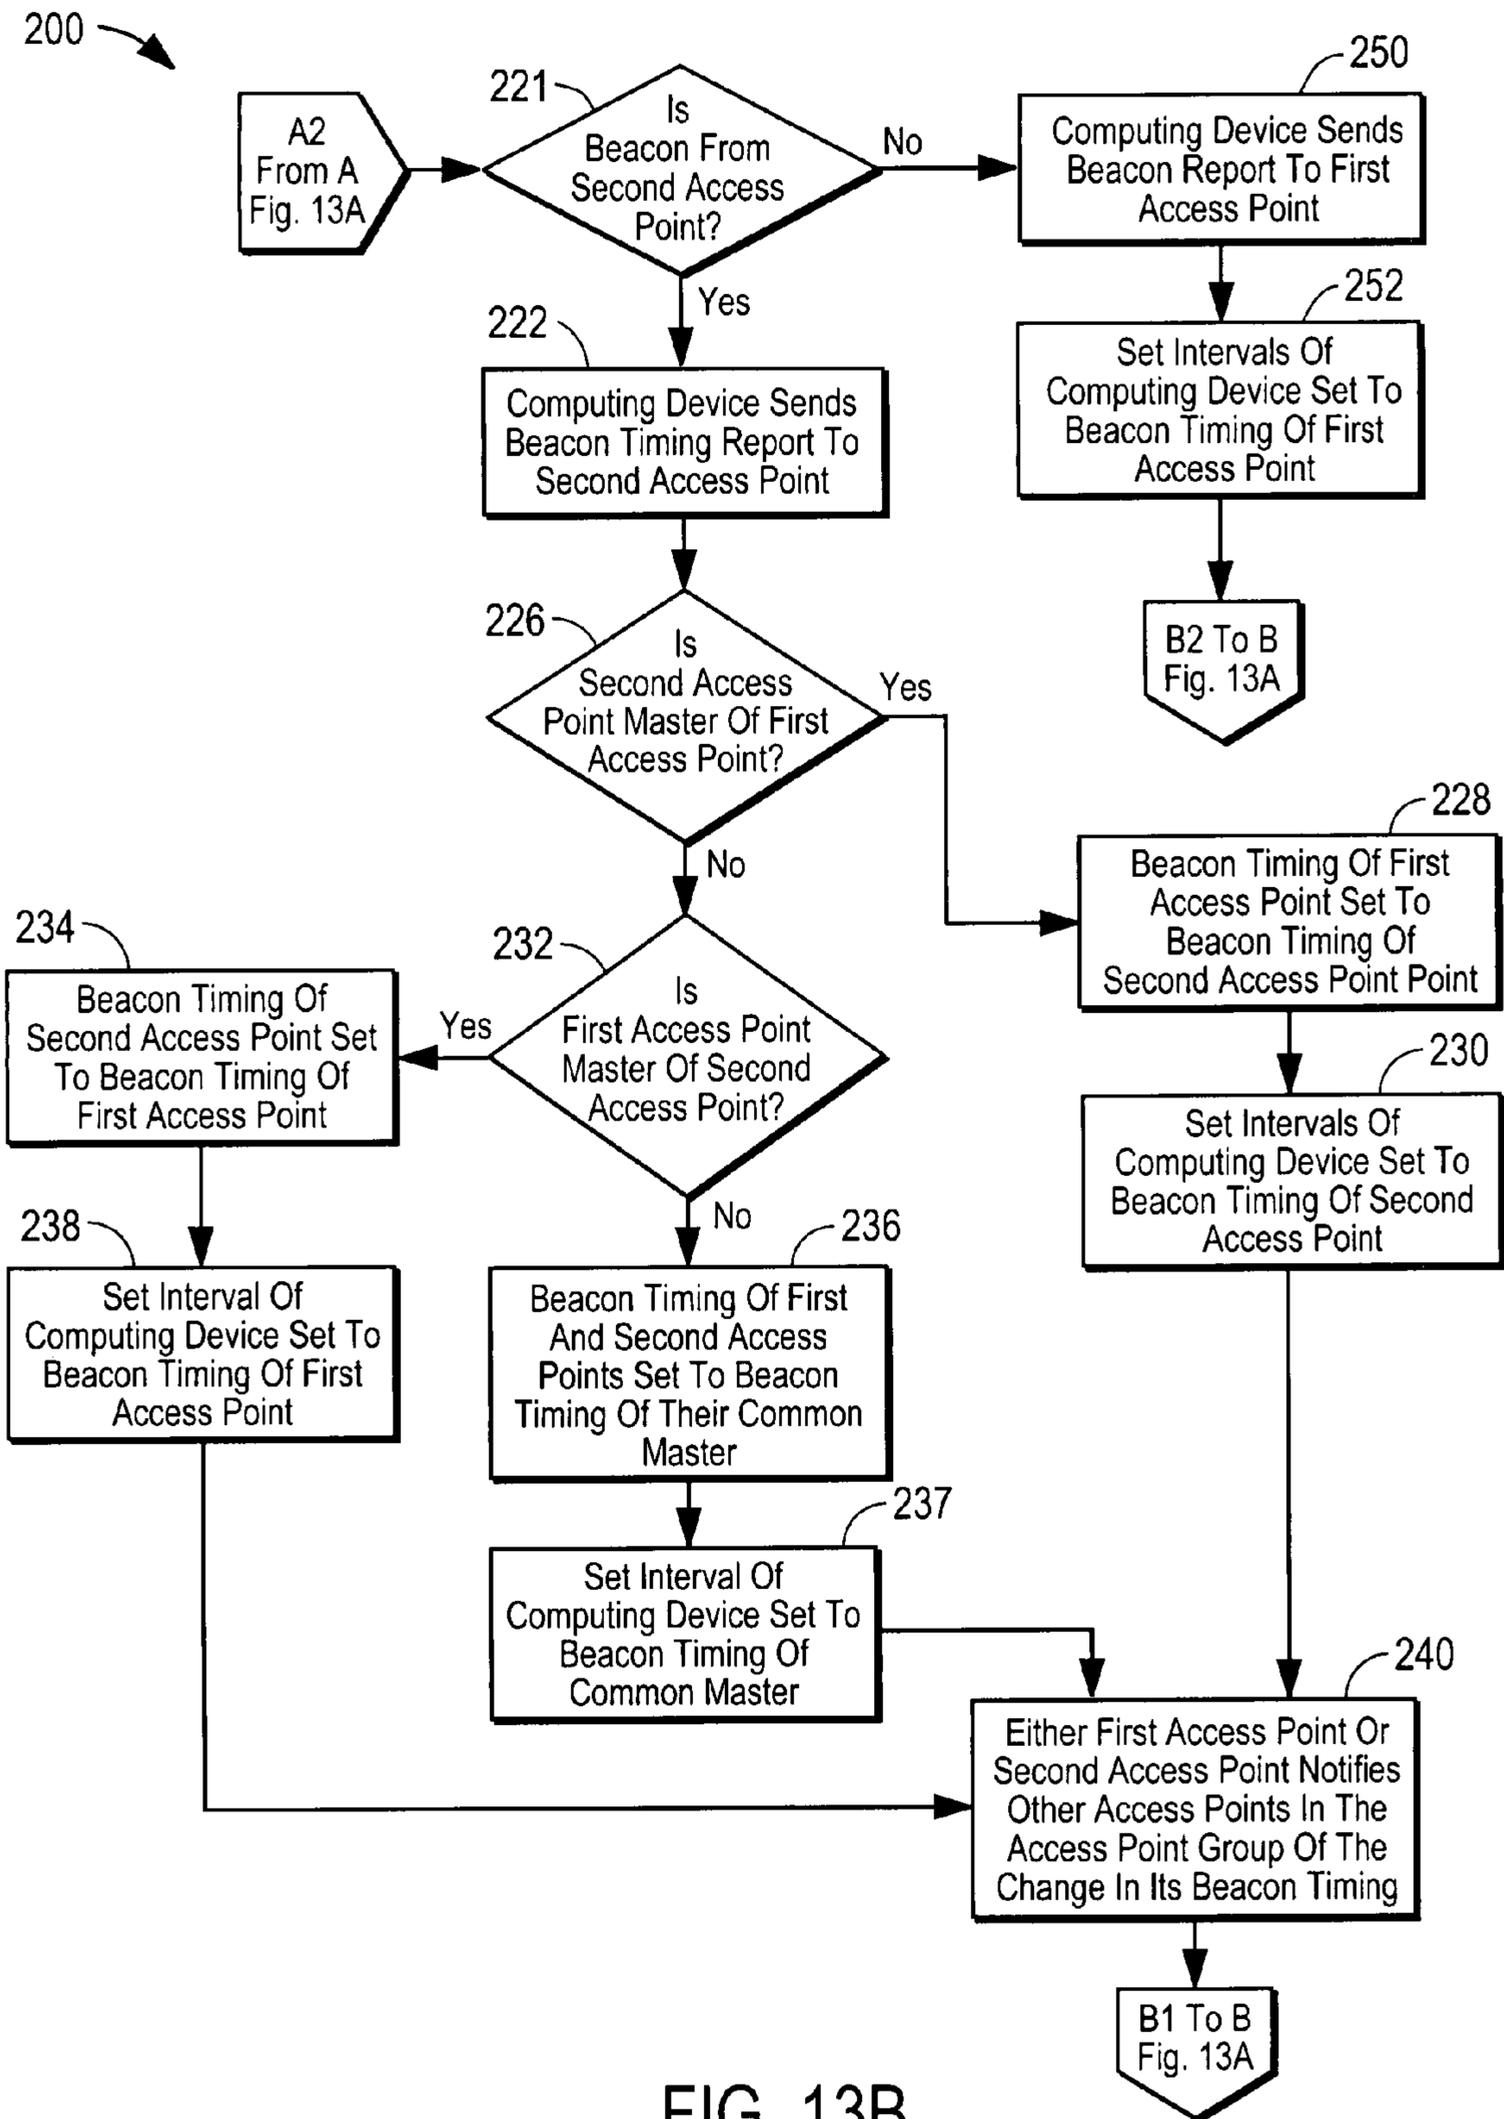 200
A2
From A
Fig. 13A
221
Is
Beacon From
Second Access
Point?
No
Yes
250
Computing Device Sends
Beacon Report To First
Access Point
252
Set Intervals Of
Computing Device Set To
Beacon Timing Of First
Access Point
B2 To B
Fig. 13A
222
Computing Device Sends
Beacon Timing Report To
Second Access Point
226
Is
Second Access
Point Master Of First
Access Point?
Yes
No
228
Beacon Timing Of First
Access Point Set To
Beacon Timing Of
Second Access Point Point
230
Set Intervals Of
Computing Device Set To
Beacon Timing Of Second
Access Point
232
Is
First Access Point
Master Of Second
Access Point?
Yes
No
234
Beacon Timing Of
Second Access Point Set
To Beacon Timing Of
First Access Point
238
Set Interval Of
Computing Device Set To
Beacon Timing Of First
Access Point
236
Beacon Timing Of First
And Second Access
Points Set To Beacon
Timing Of Their Common
Master
237
Set Interval Of
Computing Device Set To
Beacon Timing Of
Common Master
240
Either First Access Point Or
Second Access Point Notifies
Other Access Points In The
Access Point Group Of The
Change In Its Beacon Timing
B1 To B
Fig. 13A
FIG. 13B